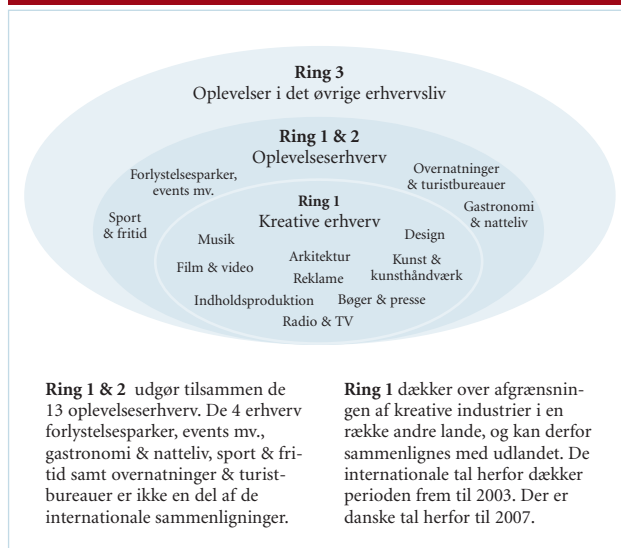 Ring 3
Oplevelser i det øvrige erhvervsliv
Ring 1 & 2
Oplevelseserhverv
Forlystelsesparker,
events mv.
Overnatninger
& turistbureauer
Sport
& fritid
Gastronomi
& natteliv
Ring 1
Kreative erhverv
Musik
Design
Arkitektur
Film & video
Kunst &
kunsthåndværk
Reklame
Indholdsproduktion
Bøger & presse
Radio & TV
Ring 1 & 2 udgør tilsammen de
13 oplevelseserhverv. De 4 erhverv
forlystelsesparker, events mv.,
gastronomi & natteliv, sport & fri-
tid samt overnatninger & turist-
bureauer er ikke en del af de
internationale sammenligninger.
Ring 1 dækker over afgrænsnin-
gen af kreative industrier i en
række andre lande, og kan derfor
sammenlignes med udlandet. De
internationale tal herfor dækker
perioden frem til 2003. Der er
danske tal herfor til 2007.